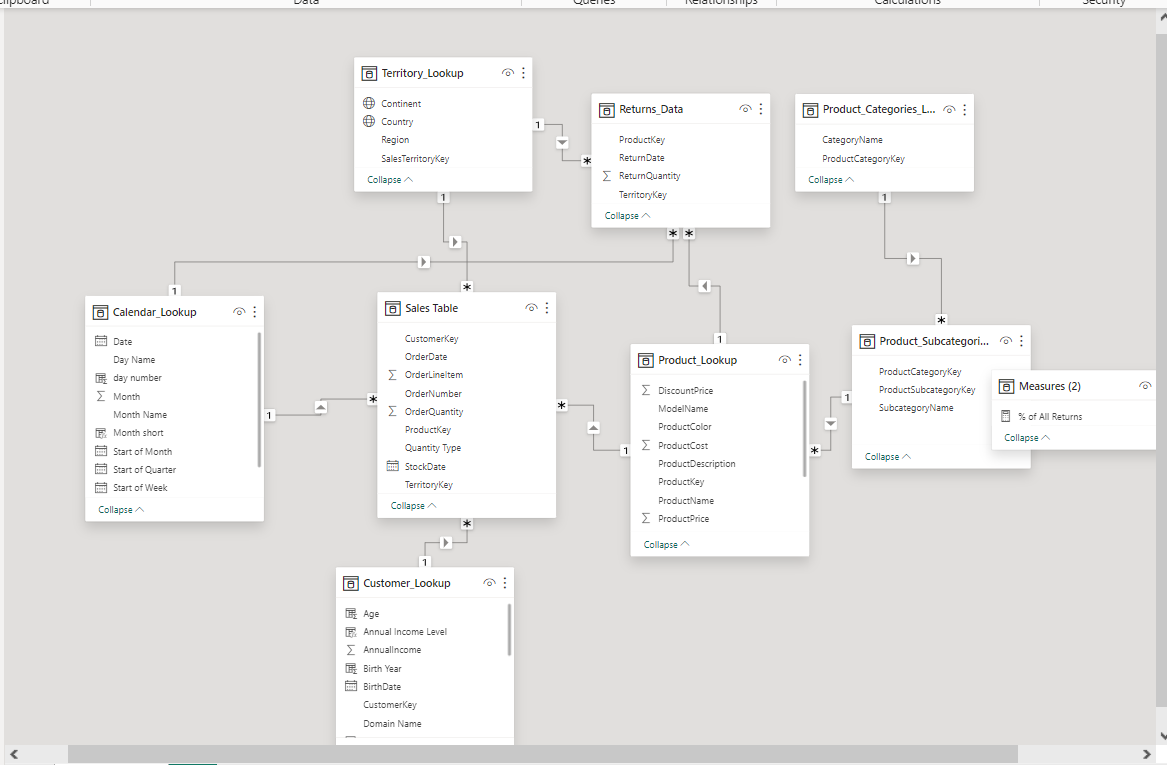 Clipboard
Data
Queries
Relationships
Calculations
Security
Territory_Lookup
Continent
Country
Region
SalesTerritoryKey
Collapse
1
*
1
Returns_Data
ProductKey
ReturnDate
ReturnQuantity
TerritoryKey
Collapse
* *
Product_Categories_L...
CategoryName
ProductCategoryKey
Collapse
1
*
1
Calendar_Lookup
Date
Day Name
day number
Month
Month Name
Month short
Start of Month
Start of Quarter
Start of Week
Collapse
1
*
*
Sales Table
CustomerKey
OrderDate
OrderLineItem
OrderNumber
OrderQuantity
ProductKey
Quantity Type
StockDate
TerritoryKey
Collapse
*
1
*
1
1
Product_Lookup
DiscountPrice
ModelName
ProductColor
ProductCost
ProductDescription
ProductKey
ProductName
ProductPrice
Collapse
*
1
*
Product_Subcategori...
ProductCategoryKey
ProductSubcategoryKey
SubcategoryName
Collapse
Measures (2)
% of All Returns
Collapse
Customer_Lookup
Age
Annual Income Level
AnnualIncome
Birth Year
BirthDate
CustomerKey
Domain Name